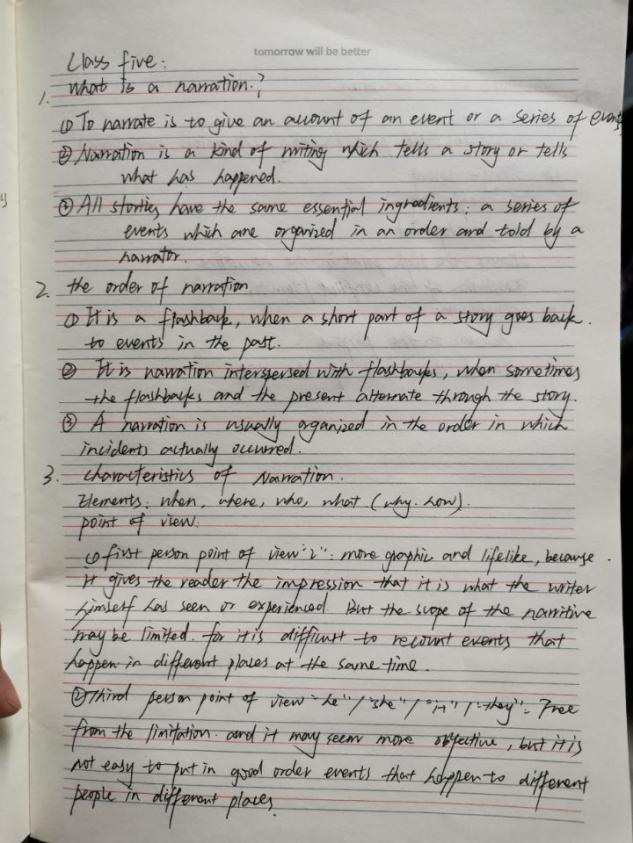 tomorrow will be better
Class five:
1. What is a narration?
① To narrate is to give an account of an event or a series of events
② Narration is a kind of writing which tells a story or tells
what has happened.
③ All stories have the same essential ingredients: a series of
events which are organized in an order and told by a
narrator.
2. the order of narration
① It is a flashback, when a short part of a story goes back
to events in the past.
② It is narration interspersed with flashbacks, when sometimes
the flashbacks and the present alternate through the story.
③ A narration is usually organized in the order in which
incidents actually occurred.
3. characteristics of Narration.
Elements: when, where, who, what (why. how).
point of view:
① first person point of view "I": more graphic and lifelike, because
it gives the reader the impression that it is what the writer
himself has seen or experienced. But the scope of the narritive
may be limited. for it is difficult to recount events that
happen in different places at the same time.
② Third person point of view "he"/"she"/"it"/"they": Free
from the limitation. and it may seem more objective, but it is
not easy to put in good order events that happen to different
people in different places.